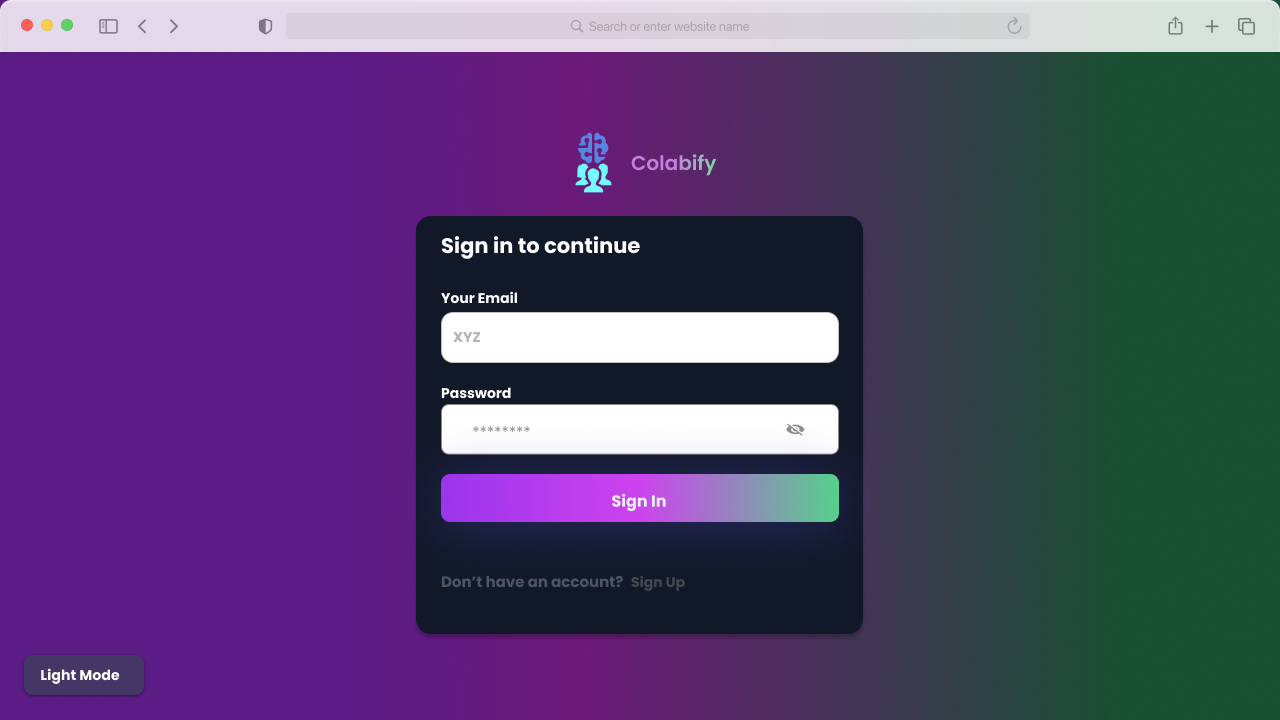 Search or enter website name
Colabify
Sign in to continue
Your Email
XYZ
Password
********
Sign In
Don’t have an account? Sign Up
Light Mode